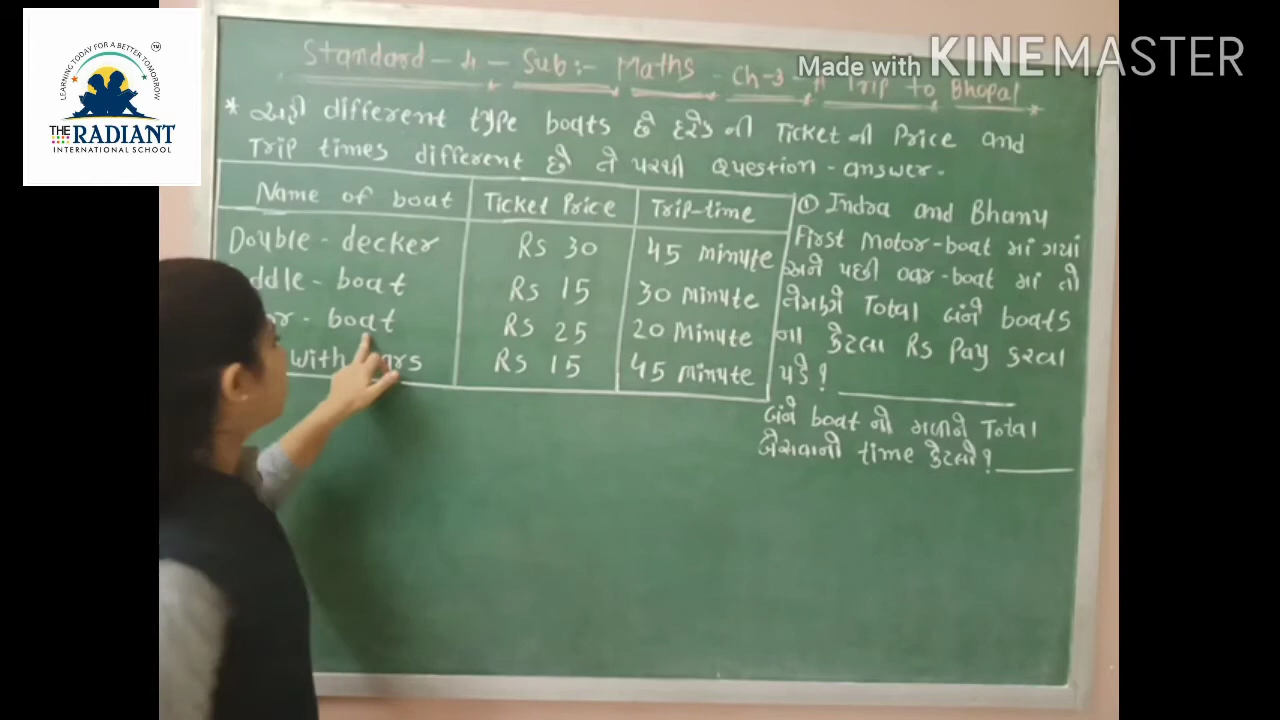 LEARNING TODAY FOR A BETTER TOMORROW
TM
THE RADIANT
INTERNATIONAL SCHOOL
Made with KINEMASTER
Standard - 4 - Sub:- Maths - Ch-3 - A Trip to Bhopal
* અહીં different type boats છે દરેક ની Ticket ની Price and
Trip times different છે તે પરથી Question - answer -
Name of boat Ticket Price Trip-time
Double - decker Rs 30 45 Minute
ddle - boat Rs 15 30 Minute
or - boat Rs 25 20 Minute
with ars Rs 15 45 Minute
① Indra and Bhanu
First Motor-boat માં ગયાં
અને પછી oar-boat માં તો
તેમણે Total બંને boats
ના કેટલા Rs Pay કરવા
પડે?
બંને boat નો મળીને Total
બેસવાનો time કેટલો?